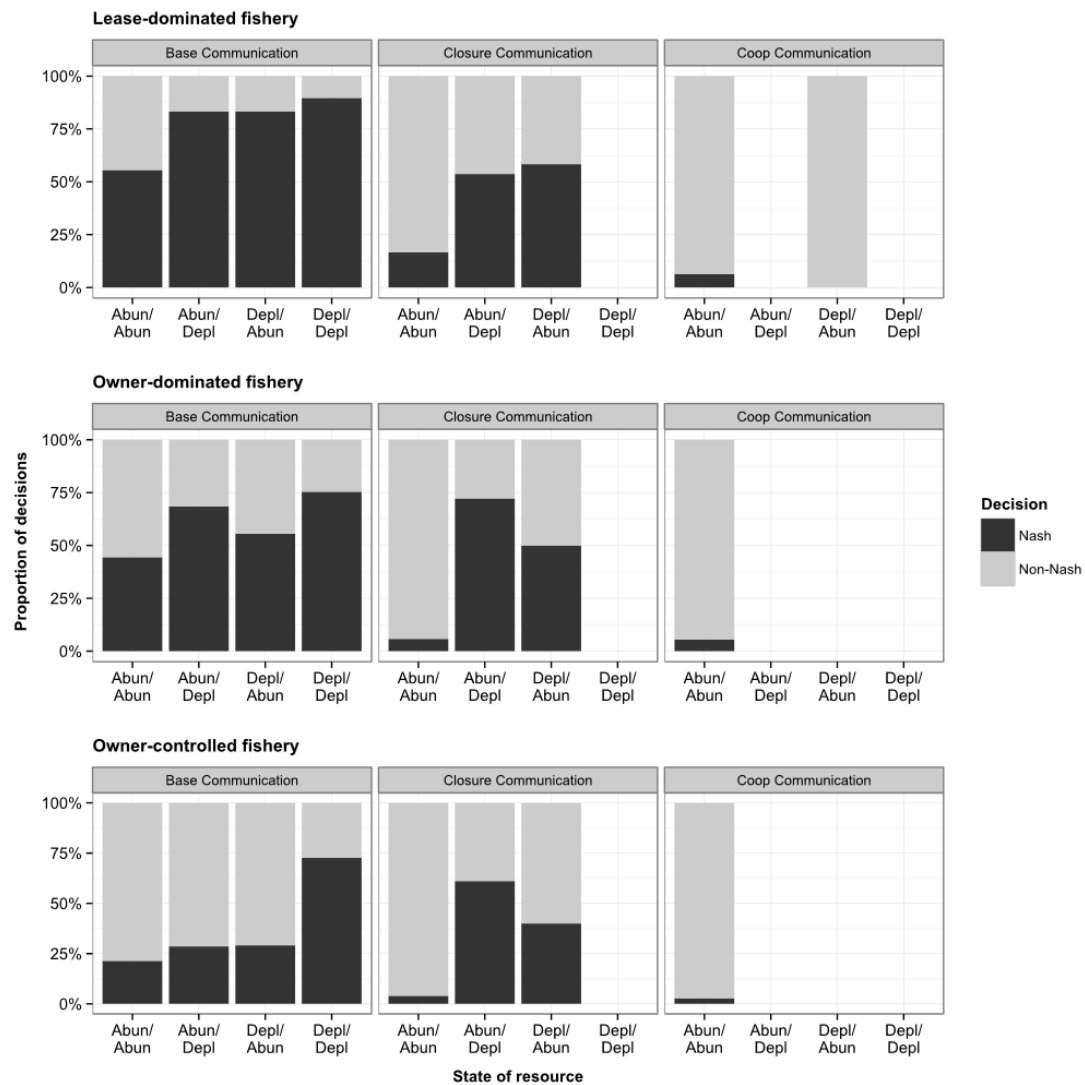 Lease-dominated fishery
Base Communication
Closure Communication
Coop Communication
100%
75%
50%
25%
0%
Abun/ Abun/ Depl/ Depl/
Abun Depl Abun Depl
Abun/ Abun/ Depl/ Depl/
Abun Depl Abun Depl
Abun/ Abun/ Depl/ Depl/
Abun Depl Abun Depl
Owner-dominated fishery
Base Communication
Closure Communication
Coop Communication
100%
75%
50%
25%
0%
Abun/ Abun/ Depl/ Depl/
Abun Depl Abun Depl
Abun/ Abun/ Depl/ Depl/
Abun Depl Abun Depl
Abun/ Abun/ Depl/ Depl/
Abun Depl Abun Depl
Proportion of decisions
Decision
Nash
Non-Nash
Owner-controlled fishery
Base Communication
Closure Communication
Coop Communication
100%
75%
50%
25%
0%
Abun/ Abun/ Depl/ Depl/
Abun Depl Abun Depl
Abun/ Abun/ Depl/ Depl/
Abun Depl Abun Depl
Abun/ Abun/ Depl/ Depl/
Abun Depl Abun Depl
State of resource